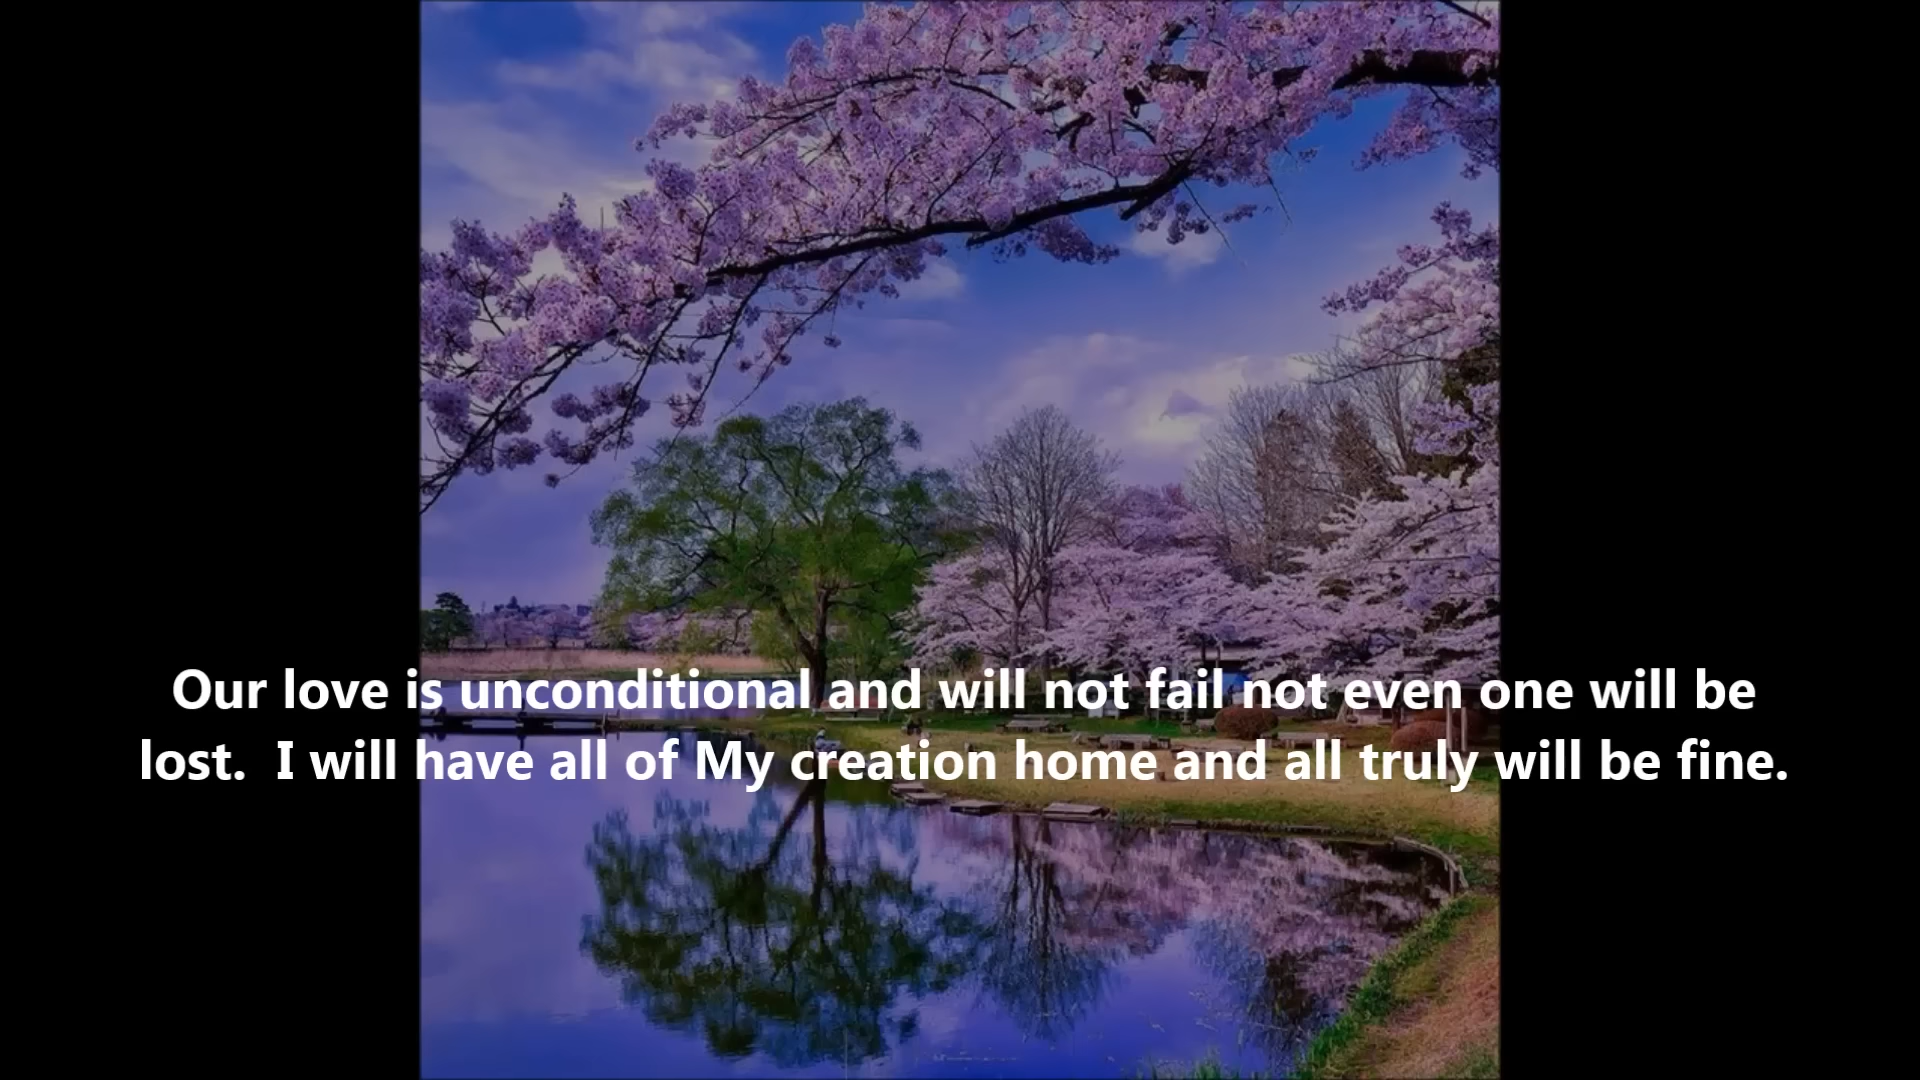 Our love is unconditional and will not fail not even one will be
lost.  I will have all of My creation home and all truly will be fine.